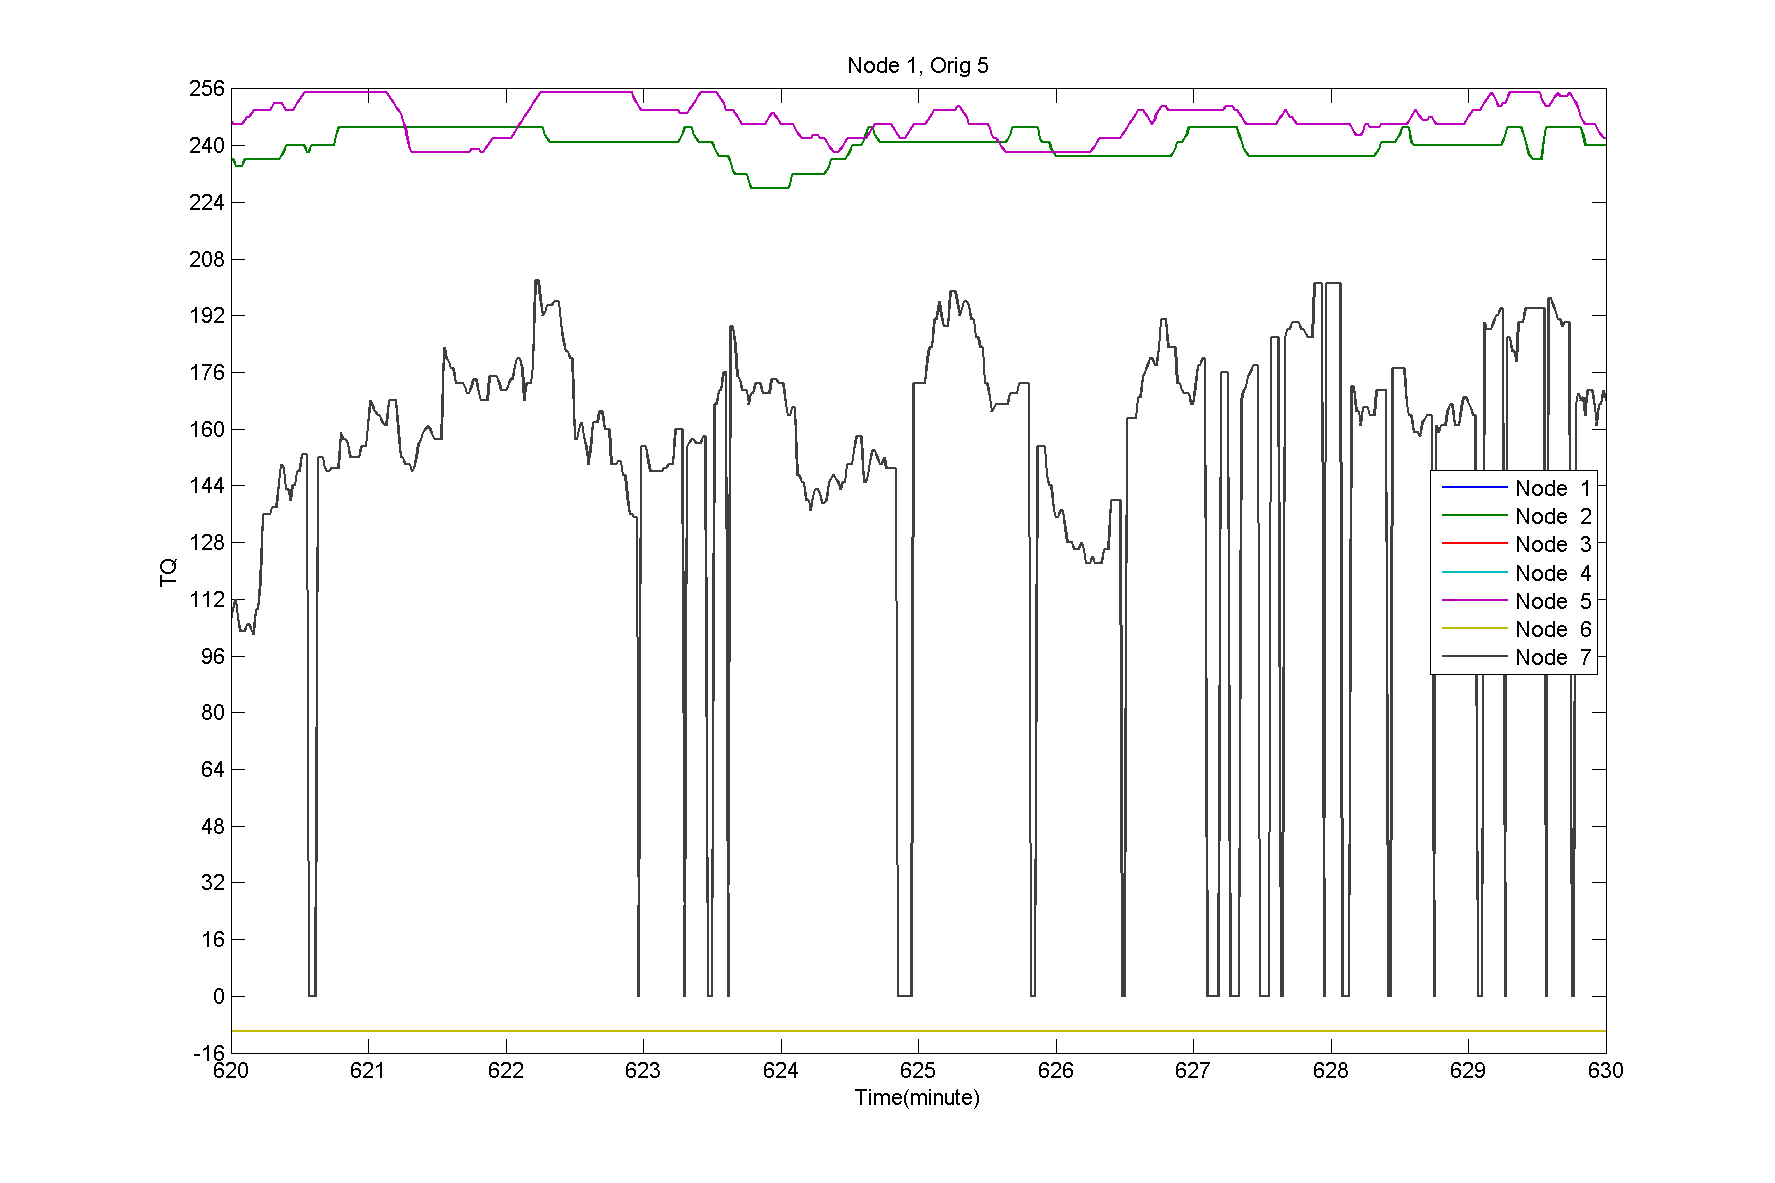 Node 1, Orig 5
256
240
224
208
192
176
160
144
128
112
96
80
64
48
32
16
0
-16
TQ
Node 1
Node 2
Node 3
Node 4
Node 5
Node 6
Node 7
620 621 622 623 624 625 626 627 628 629 630
Time(minute)